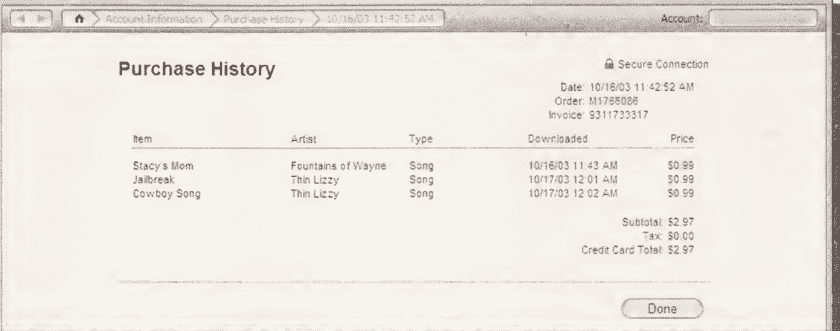 Account Information Purchase History 10/16/03 11:42:52 AM Account:
Purchase History
Secure Connection
Date: 10/16/03 11:42:52 AM
Order: M1766086
Invoice: 9311733317
Item Artist Type Downloaded Price
Stacy's Mom Fountains of Wayne Song 10/16/03 11:43 AM $0.99
Jailbreak Thin Lizzy Song 10/17/03 12:01 AM $0.99
Cowboy Song Thin Lizzy Song 10/17/03 12:02 AM $0.99
Subtotal: $2.97
Tax: $0.00
Credit Card Total: $2.97
Done